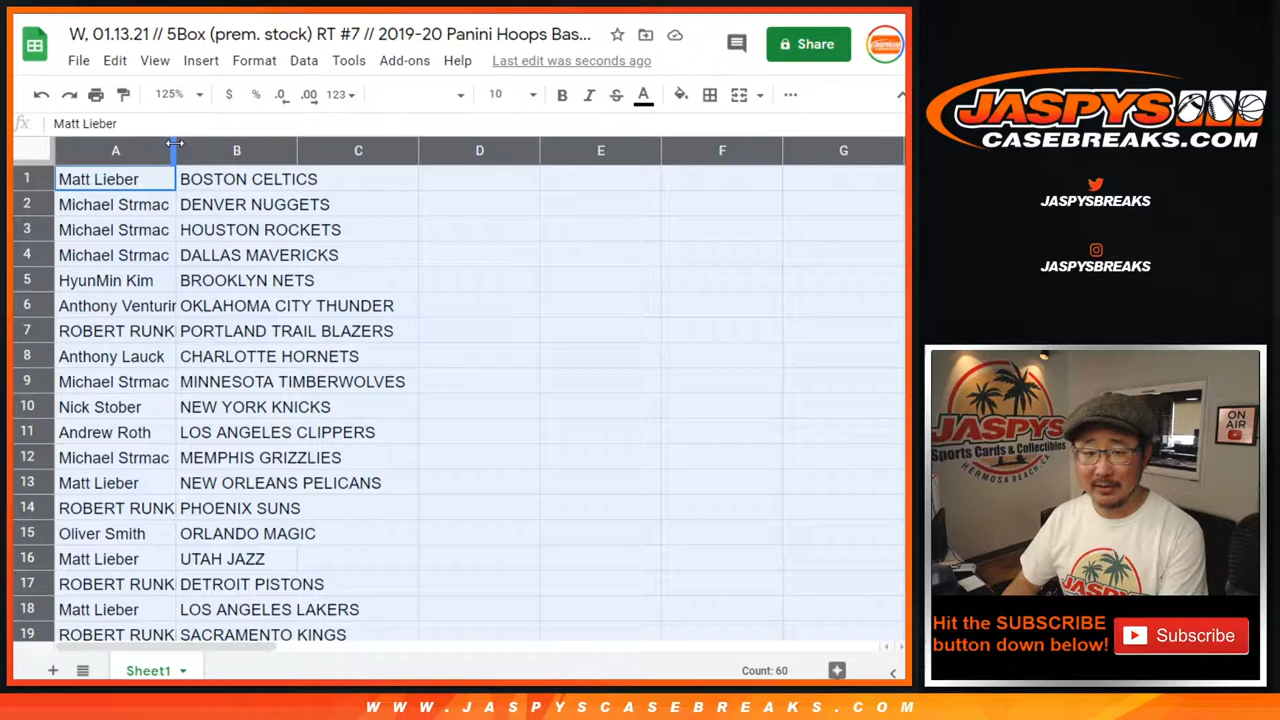 W, 01.13.21 // 5Box (prem. stock) RT #7 // 2019-20 Panini Hoops Bas...
Share
File Edit View Insert Format Data Tools Add-ons Help Last edit was seconds ago
125% $ % .0 .00 123 10 B I S A
fx Matt Lieber
A B C D E F G
1 Matt Lieber BOSTON CELTICS
2 Michael Strmac DENVER NUGGETS
3 Michael Strmac HOUSTON ROCKETS
4 Michael Strmac DALLAS MAVERICKS
5 HyunMin Kim BROOKLYN NETS
6 Anthony Venturin OKLAHOMA CITY THUNDER
7 ROBERT RUNK PORTLAND TRAIL BLAZERS
8 Anthony Lauck CHARLOTTE HORNETS
9 Michael Strmac MINNESOTA TIMBERWOLVES
10 Nick Stober NEW YORK KNICKS
11 Andrew Roth LOS ANGELES CLIPPERS
12 Michael Strmac MEMPHIS GRIZZLIES
13 Matt Lieber NEW ORLEANS PELICANS
14 ROBERT RUNK PHOENIX SUNS
15 Oliver Smith ORLANDO MAGIC
16 Matt Lieber UTAH JAZZ
17 ROBERT RUNK DETROIT PISTONS
18 Matt Lieber LOS ANGELES LAKERS
19 ROBERT RUNK SACRAMENTO KINGS
Sheet1 Count: 60
JASPYS
CASEBREAKS.COM
JASPYSBREAKS
JASPYSBREAKS
JASPYS
Sports Cards & Collectibles
HERMOSA BEACH, CA
ON AIR
Hit the SUBSCRIBE
button down below!
Subscribe
WWW.JASPYSCASEBREAKS.COM